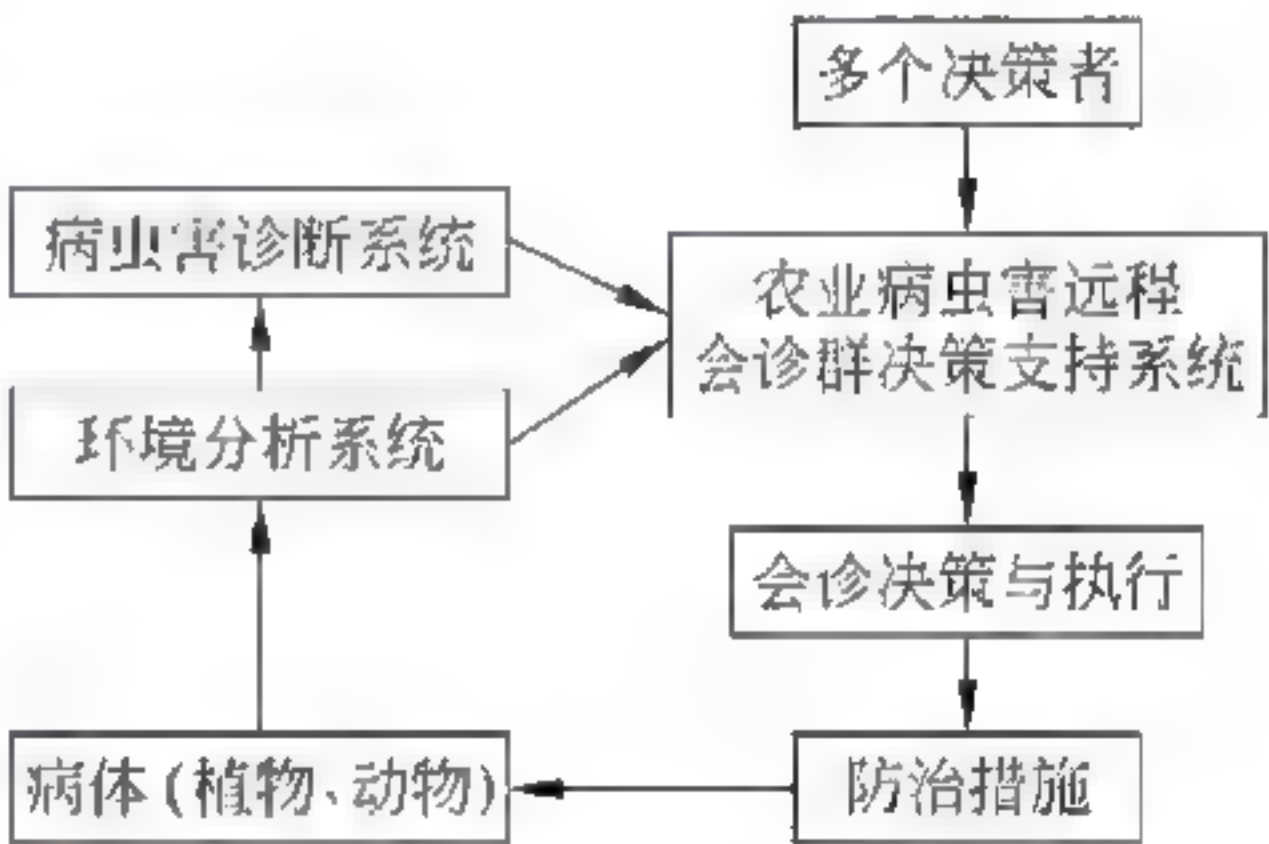 多个决策者
病虫害诊断系统
农业病虫害远程
会诊群决策支持系统
环境分析系统
会诊决策与执行
病体(植物、动物)
防治措施